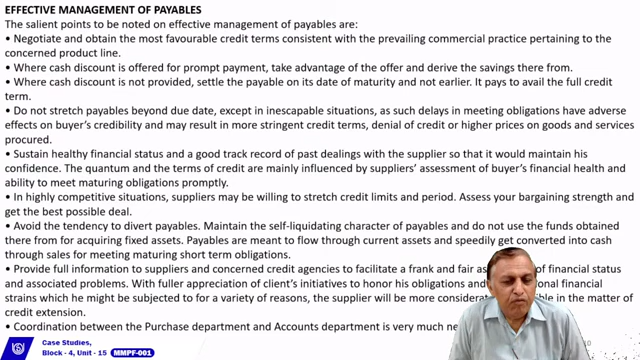 EFFECTIVE MANAGEMENT OF PAYABLES
The salient points to be noted on effective management of payables are:
• Negotiate and obtain the most favourable credit terms consistent with the prevailing commercial practice pertaining to the
concerned product line.
• Where cash discount is offered for prompt payment, take advantage of the offer and derive the savings there from.
• Where cash discount is not provided, settle the payable on its date of maturity and not earlier. It pays to avail the full credit
term.
• Do not stretch payables beyond due date, except in inescapable situations, as such delays in meeting obligations have adverse
effects on buyer's credibility and may result in more stringent credit terms, denial of credit or higher prices on goods and services
procured.
• Sustain healthy financial status and a good track record of past dealings with the supplier so that it would maintain his
confidence. The quantum and the terms of credit are mainly influenced by suppliers' assessment of buyer's financial health and
ability to meet maturing obligations promptly.
• In highly competitive situations, suppliers may be willing to stretch credit limits and period. Assess your bargaining strength and
get the best possible deal.
• Avoid the tendency to divert payables. Maintain the self-liquidating character of payables and do not use the funds obtained
there from for acquiring fixed assets. Payables are meant to flow through current assets and speedily get converted into cash
through sales for meeting maturing short term obligations.
• Provide full information to suppliers and concerned credit agencies to facilitate a frank and fair of financial status
and associated problems. With fuller appreciation of client's initiatives to honor his obligations and financial
strains which he might be subjected to for a variety of reasons, the supplier will be more in the matter of
credit extension.
• Coordination between the Purchase department and Accounts department is very much
Case Studies,
Block - 4, Unit - 15 MMPF-001